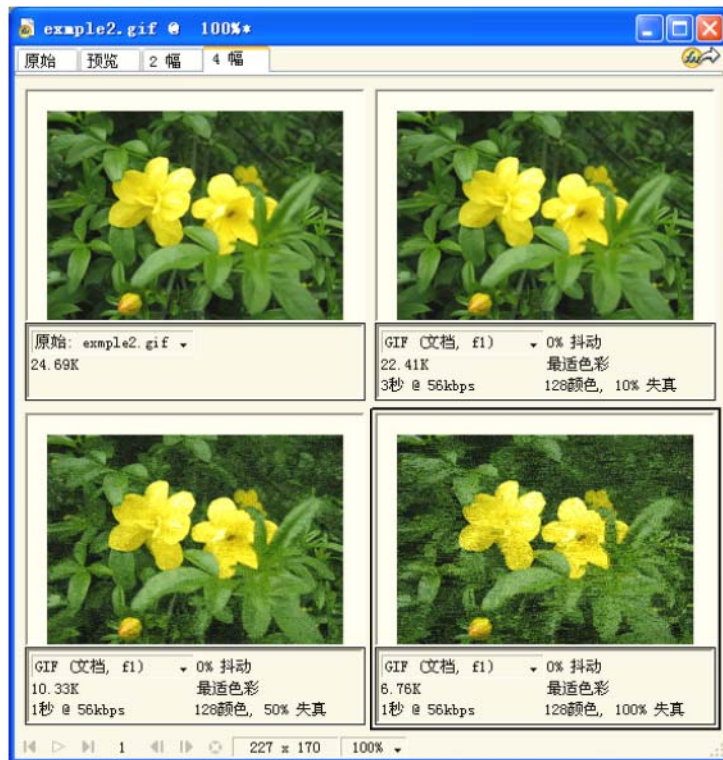 exmple2.gif @ 100%*
原始 预览 2 幅 4 幅
原始: exmple2.gif
24.69K
GIF (文档, f1) 0% 抖动
22.41K 最适色彩
3秒 @ 56kbps 128颜色, 10% 失真
GIF (文档, f1) 0% 抖动
10.33K 最适色彩
1秒 @ 56kbps 128颜色, 50% 失真
GIF (文档, f1) 0% 抖动
6.76K 最适色彩
1秒 @ 56kbps 128颜色, 100% 失真
1 227 x 170 100%